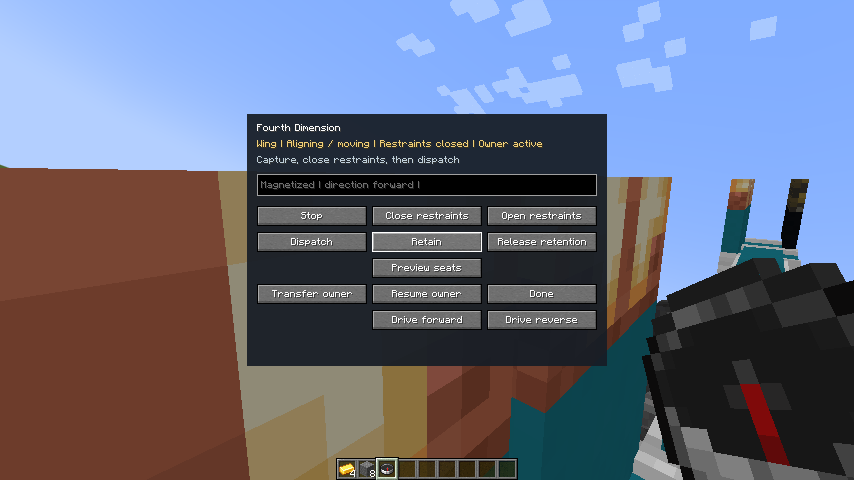 Fourth Dimension
Wing | Aligning / moving | Restraints closed | Owner active
Capture, close restraints, then dispatch
Magnetized | direction forward |
Stop Close restraints Open restraints
Dispatch Retain Release retention
Preview seats
Transfer owner Resume owner Done
Drive forward Drive reverse
4 8